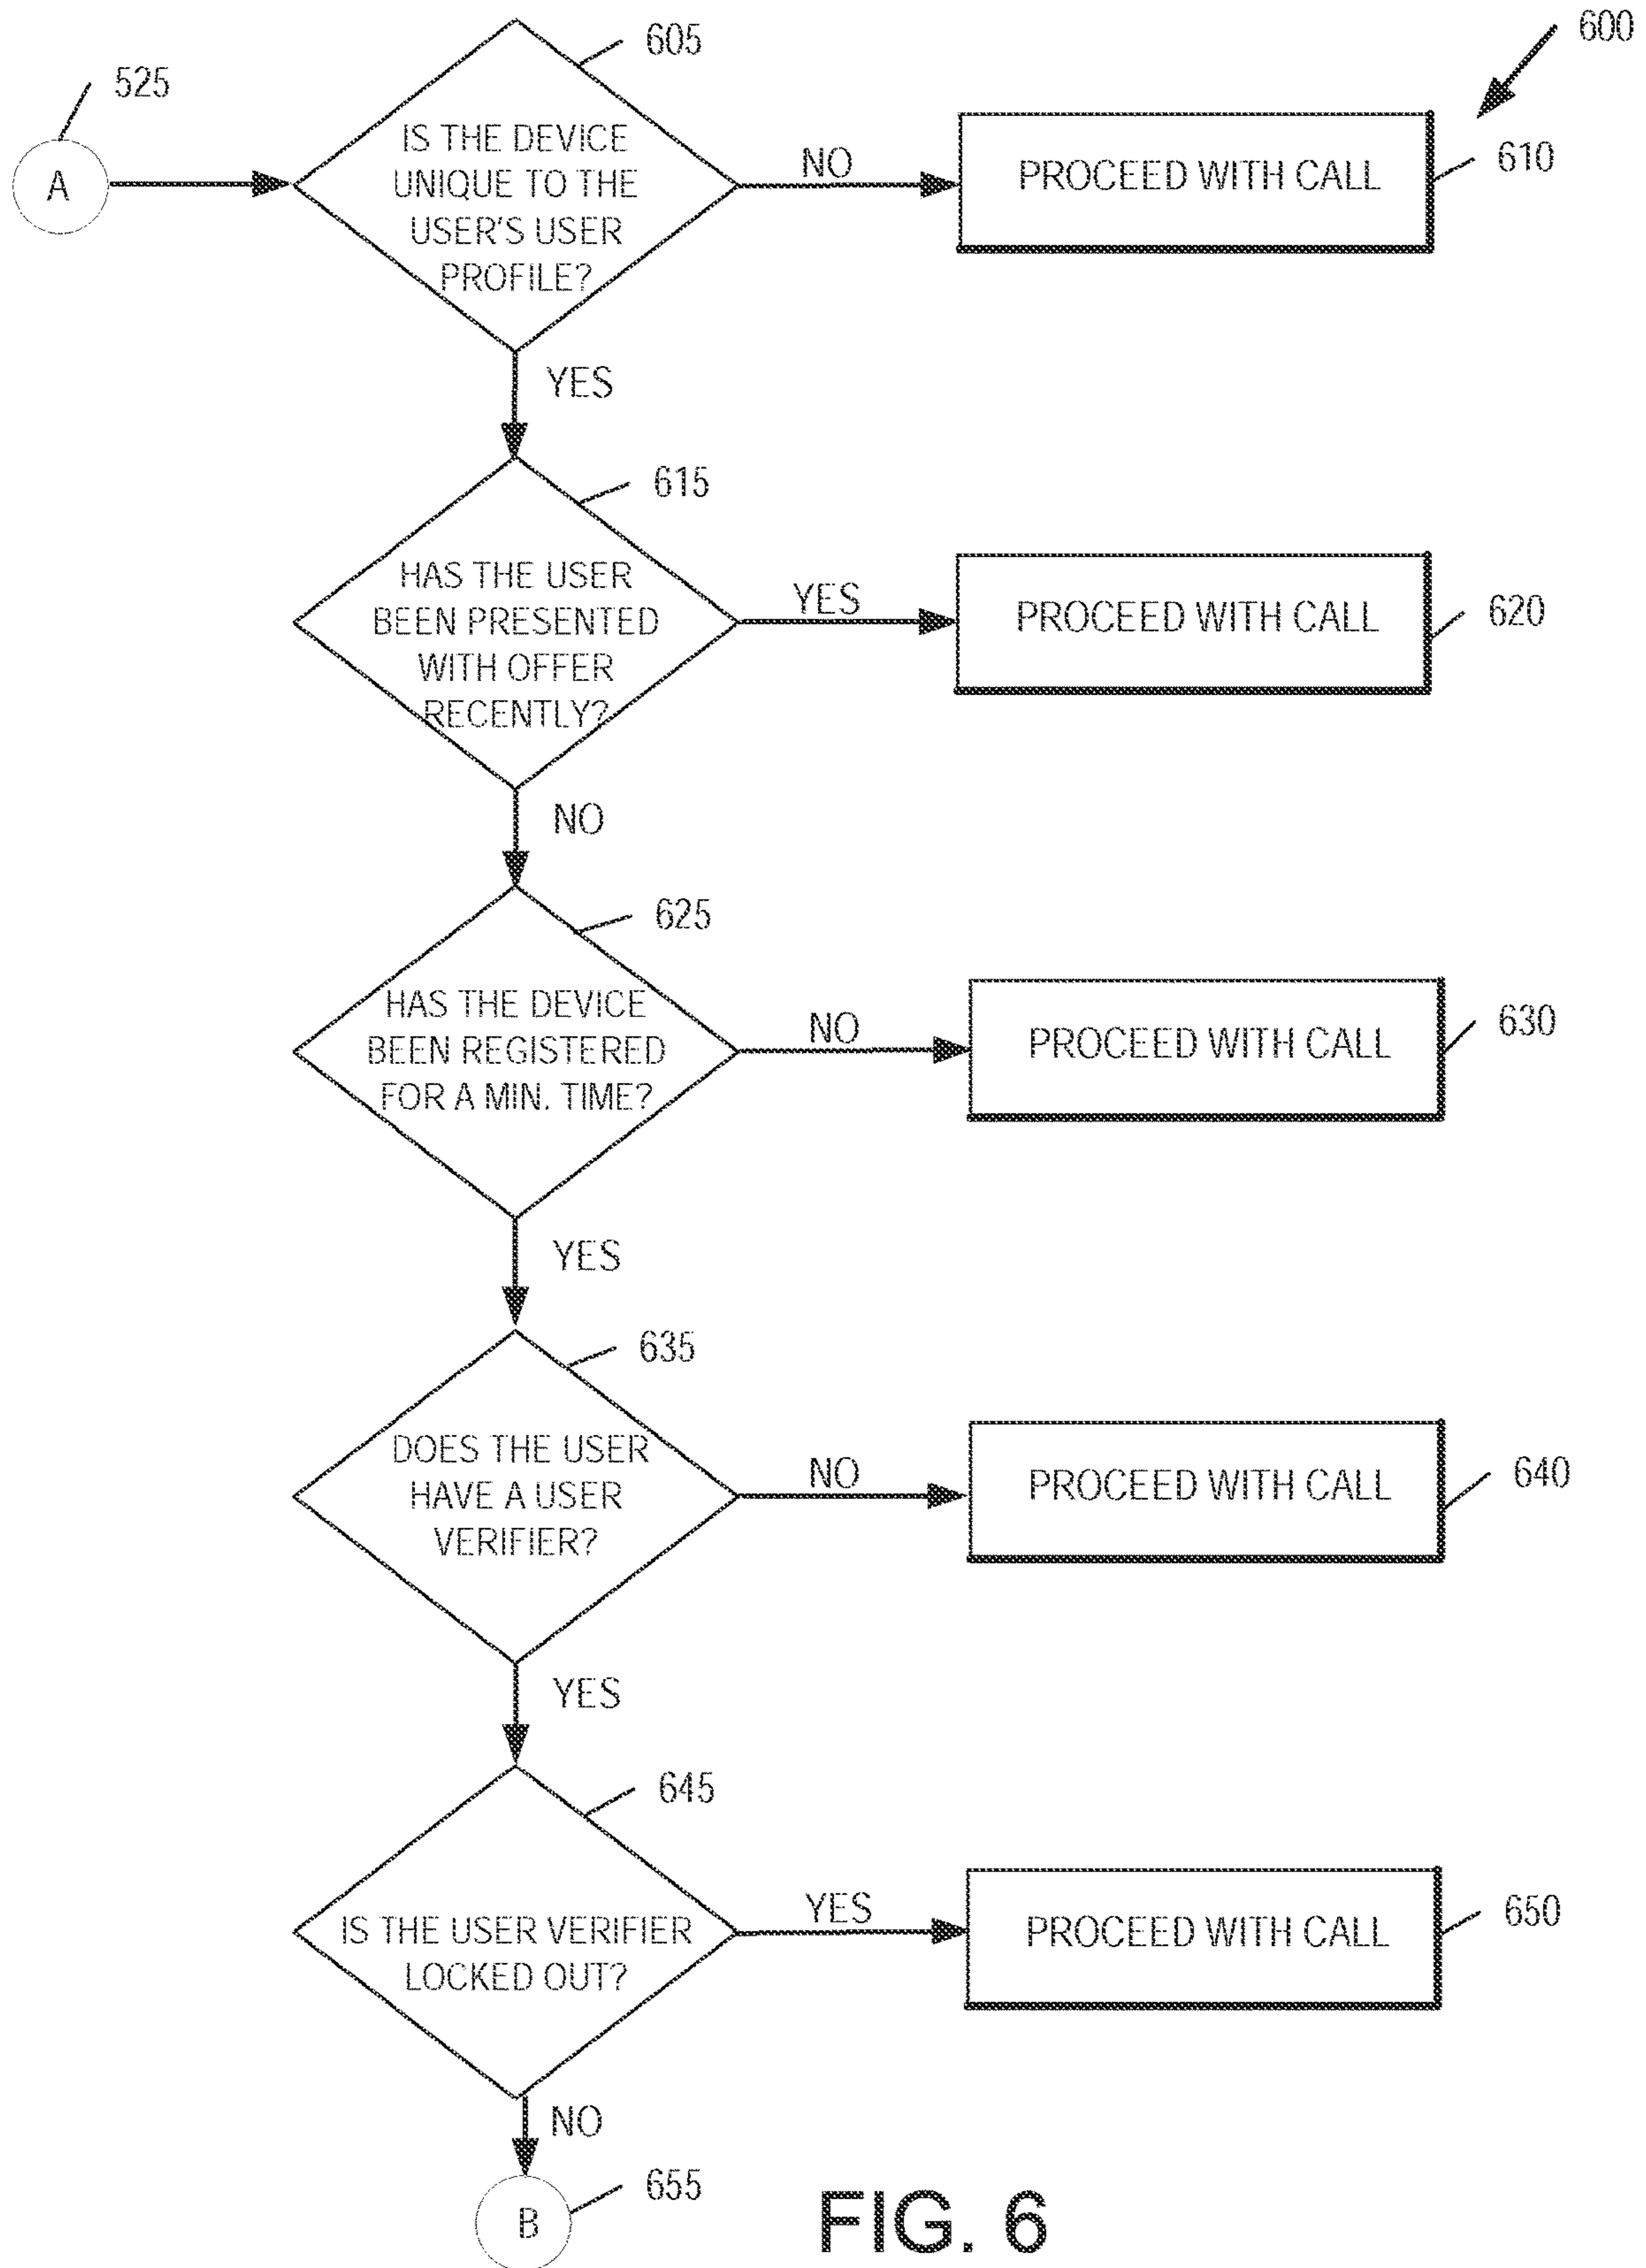 600
605
525
A
IS THE DEVICE
UNIQUE TO THE
USER'S USER
PROFILE?
NO
PROCEED WITH CALL
610
YES
615
HAS THE USER
BEEN PRESENTED
WITH OFFER
RECENTLY?
YES
PROCEED WITH CALL
620
NO
625
HAS THE DEVICE
BEEN REGISTERED
FOR A MIN. TIME?
NO
PROCEED WITH CALL
630
YES
635
DOES THE USER
HAVE A USER
VERIFIER?
NO
PROCEED WITH CALL
640
YES
645
IS THE USER VERIFIER
LOCKED OUT?
YES
PROCEED WITH CALL
650
NO
655
B
FIG. 6